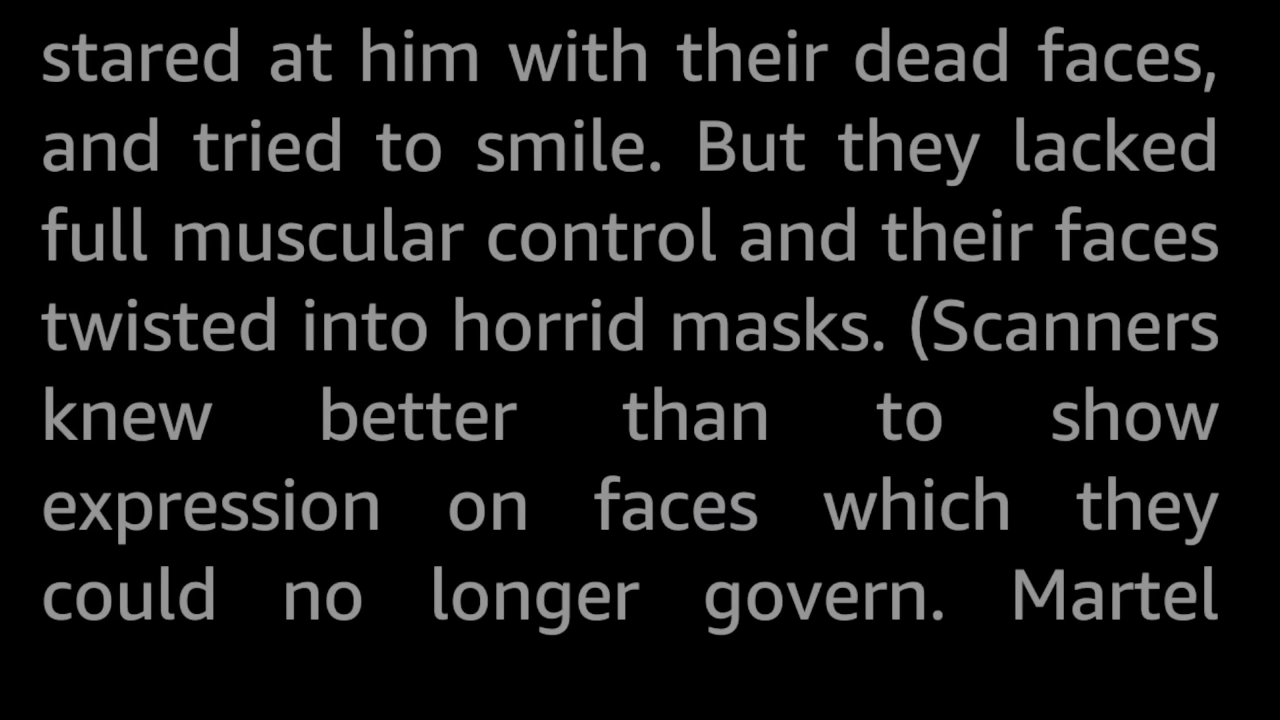 stared at him with their dead faces,
and tried to smile. But they lacked
full muscular control and their faces
twisted into horrid masks. (Scanners
knew better than to show
expression on faces which they
could no longer govern. Martel